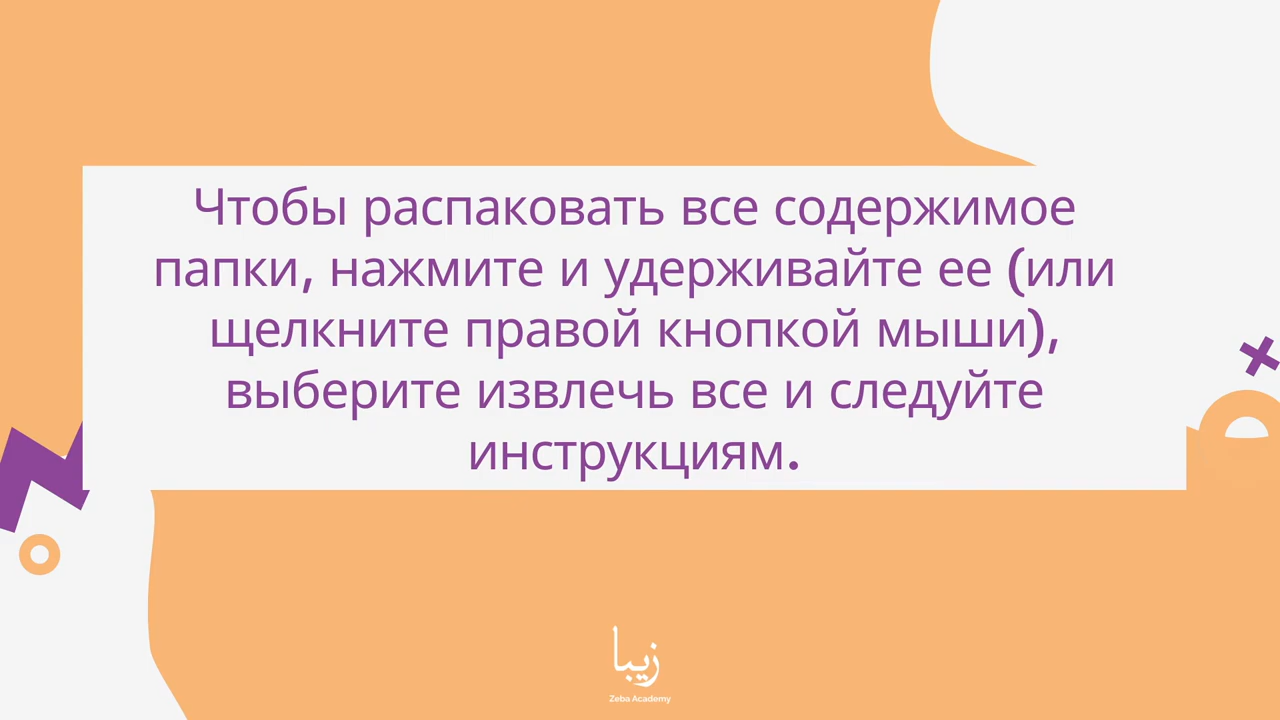 Чтобы распаковать все содержимое
папки, нажмите и удерживайте ее (или
щелкните правой кнопкой мыши),
выберите извлечь все и следуйте
инструкциям.
زيبا
Zeba Academy